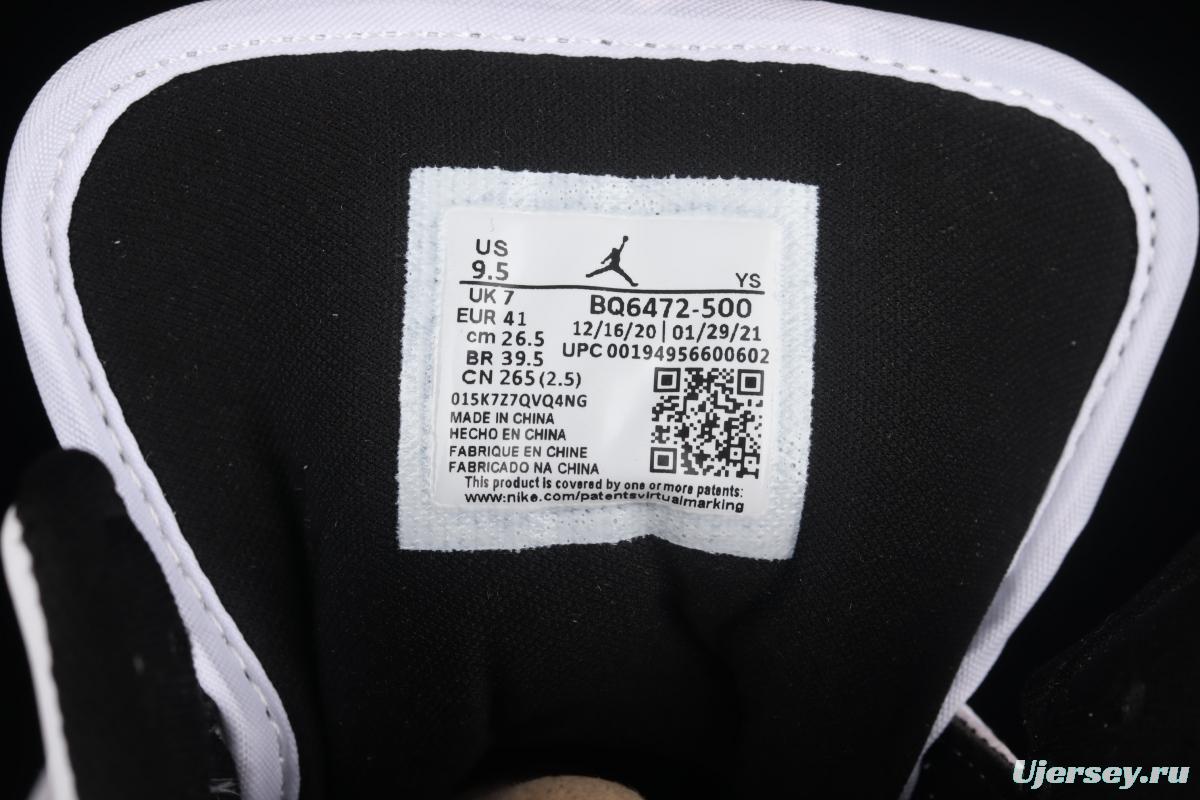 US
9.5
YS
UK 7
EUR 41
cm 26.5
BR 39.5
CN 265 (2.5)
BQ6472-500
12/16/20 | 01/29/21
UPC 00194956600602
015K7Z7QVQ4NG
MADE IN CHINA
HECHO EN CHINA
FABRIQUE EN CHINE
FABRICADO NA CHINA
This product is covered by one or more patents:
www.nike.com/patentsvirtualmarking
Ujersey.ru